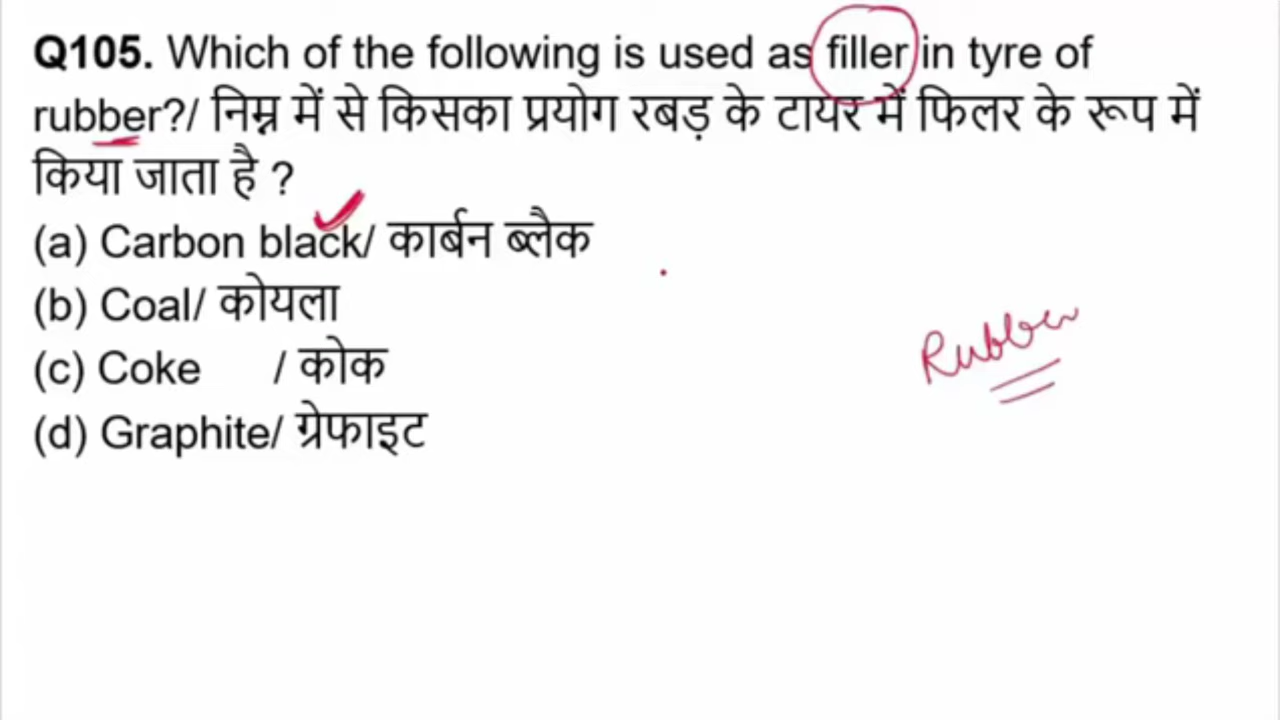 Q105. Which of the following is used as filler in tyre of
rubber?/ निम्न में से किसका प्रयोग रबड़ के टायर में फिलर के रूप में
किया जाता है ?
(a) Carbon black/ कार्बन ब्लैक
(b) Coal/ कोयला
Rubber
(c) Coke / कोक
(d) Graphite/ ग्रेफाइट